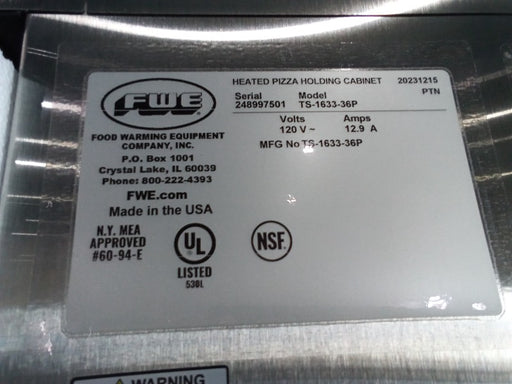 FWE
®
FOOD WARMING EQUIPMENT
COMPANY, INC.
P.O. Box 1001
Crystal Lake, IL 60039
Phone: 800-222-4393
FWE.com
Made in the USA
N.Y. MEA
APPROVED
#60-94-E
UL
®
LISTED
538L
NSF.
HEATED PIZZA HOLDING CABINET 20231215
Serial Model PTN
248997501 TS-1633-36P
Volts Amps
120 V ~ 12.9 A
MFG No TS-1633-36P
WARNING